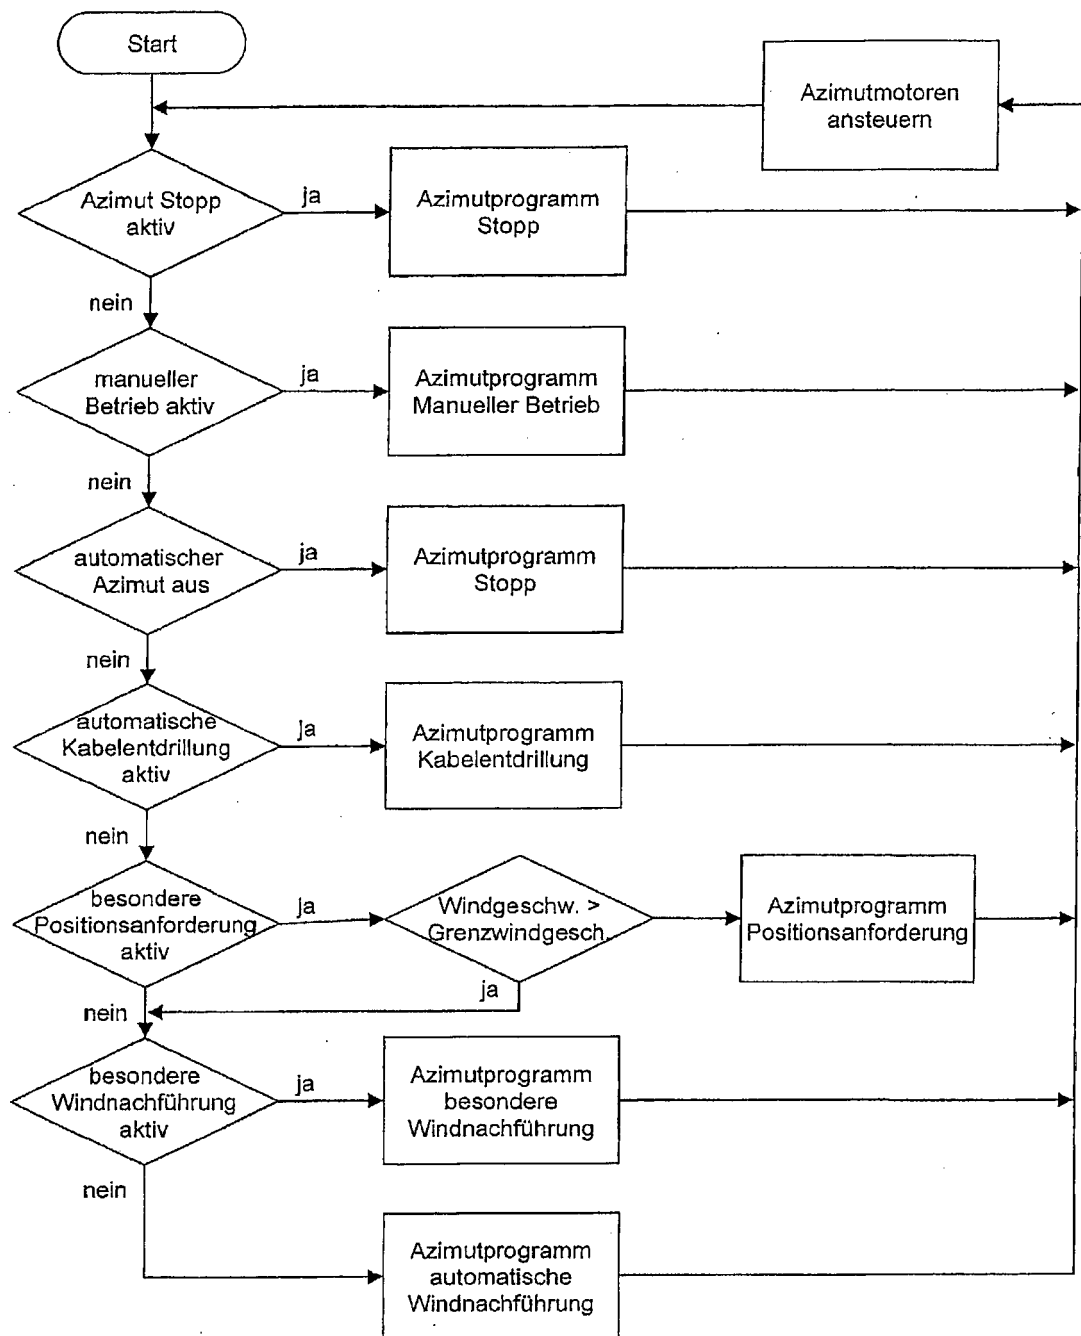 Start
Azimutmotoren
ansteuern
Azimut Stopp
aktiv
ja
Azimutprogramm
Stopp
nein
manueller
Betrieb aktiv
ja
Azimutprogramm
Manueller Betrieb
nein
automatischer
Azimut aus
ja
Azimutprogramm
Stopp
nein
automatische
Kabelentdrillung
aktiv
ja
Azimutprogramm
Kabelentdrillung
nein
besondere
Positionsanforderung
aktiv
ja
Windgeschw. >
Grenzwindgesch.
Azimutprogramm
Positionsanforderung
ja
nein
besondere
Windnachführung
aktiv
ja
Azimutprogramm
besondere
Windnachführung
nein
Azimutprogramm
automatische
Windnachführung